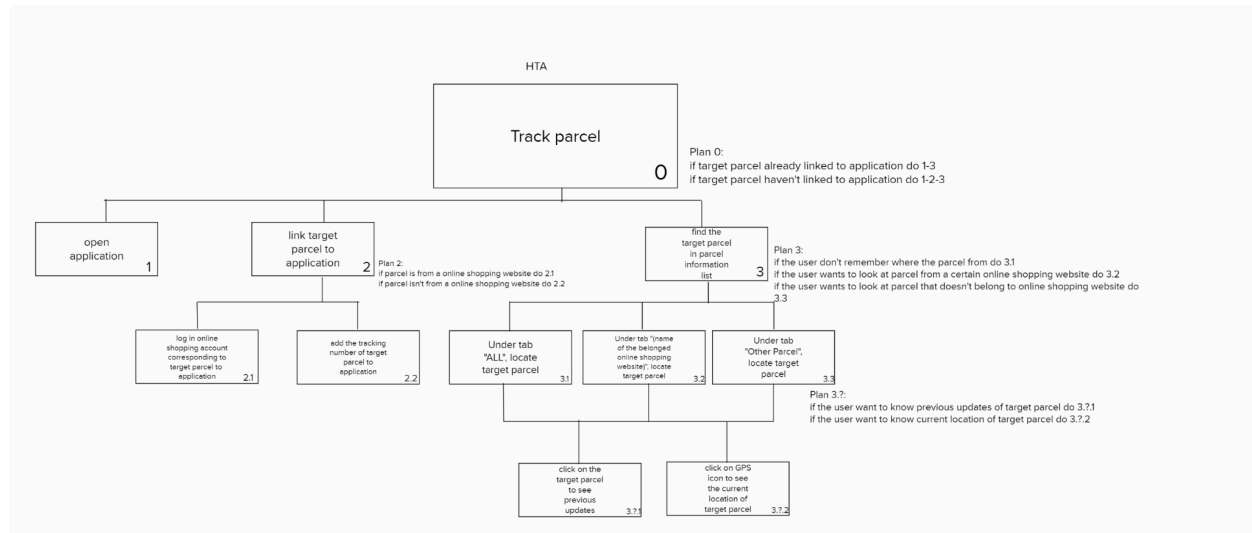 HTA
Track parcel
0
Plan 0:
if target parcel already linked to application do 1-3
if target parcel haven't linked to application do 1-2-3
open
application
1
link target
parcel to
application
2
Plan 2:
if parcel is from a online shopping website do 2.1
if parcel isn't from a online shopping website do 2.2
find the
target parcel
in parcel
information
list
3
Plan 3:
if the user don't remember where the parcel from do 3.1
if the user wants to look at parcel from a certain online shopping website do 3.2
if the user wants to look at parcel that doesn't belong to online shopping website do
3.3
log in online
shopping account
corresponding to
target parcel to
application
2.1
add the tracking
number of target
parcel to
application
2.2
Under tab
"ALL", locate
target parcel
3.1
Under tab "(name
of the belonged
online shopping
website)", locate
target parcel
3.2
Under tab
"Other Parcel",
locate target
parcel
3.3
Plan 3.?:
if the user want to know previous updates of target parcel do 3.?.1
if the user want to know current location of target parcel do 3.?.2
click on the
target parcel
to see
previous
updates
3.?.1
click on GPS
icon to see
the current
location of
target parcel
3.?.2